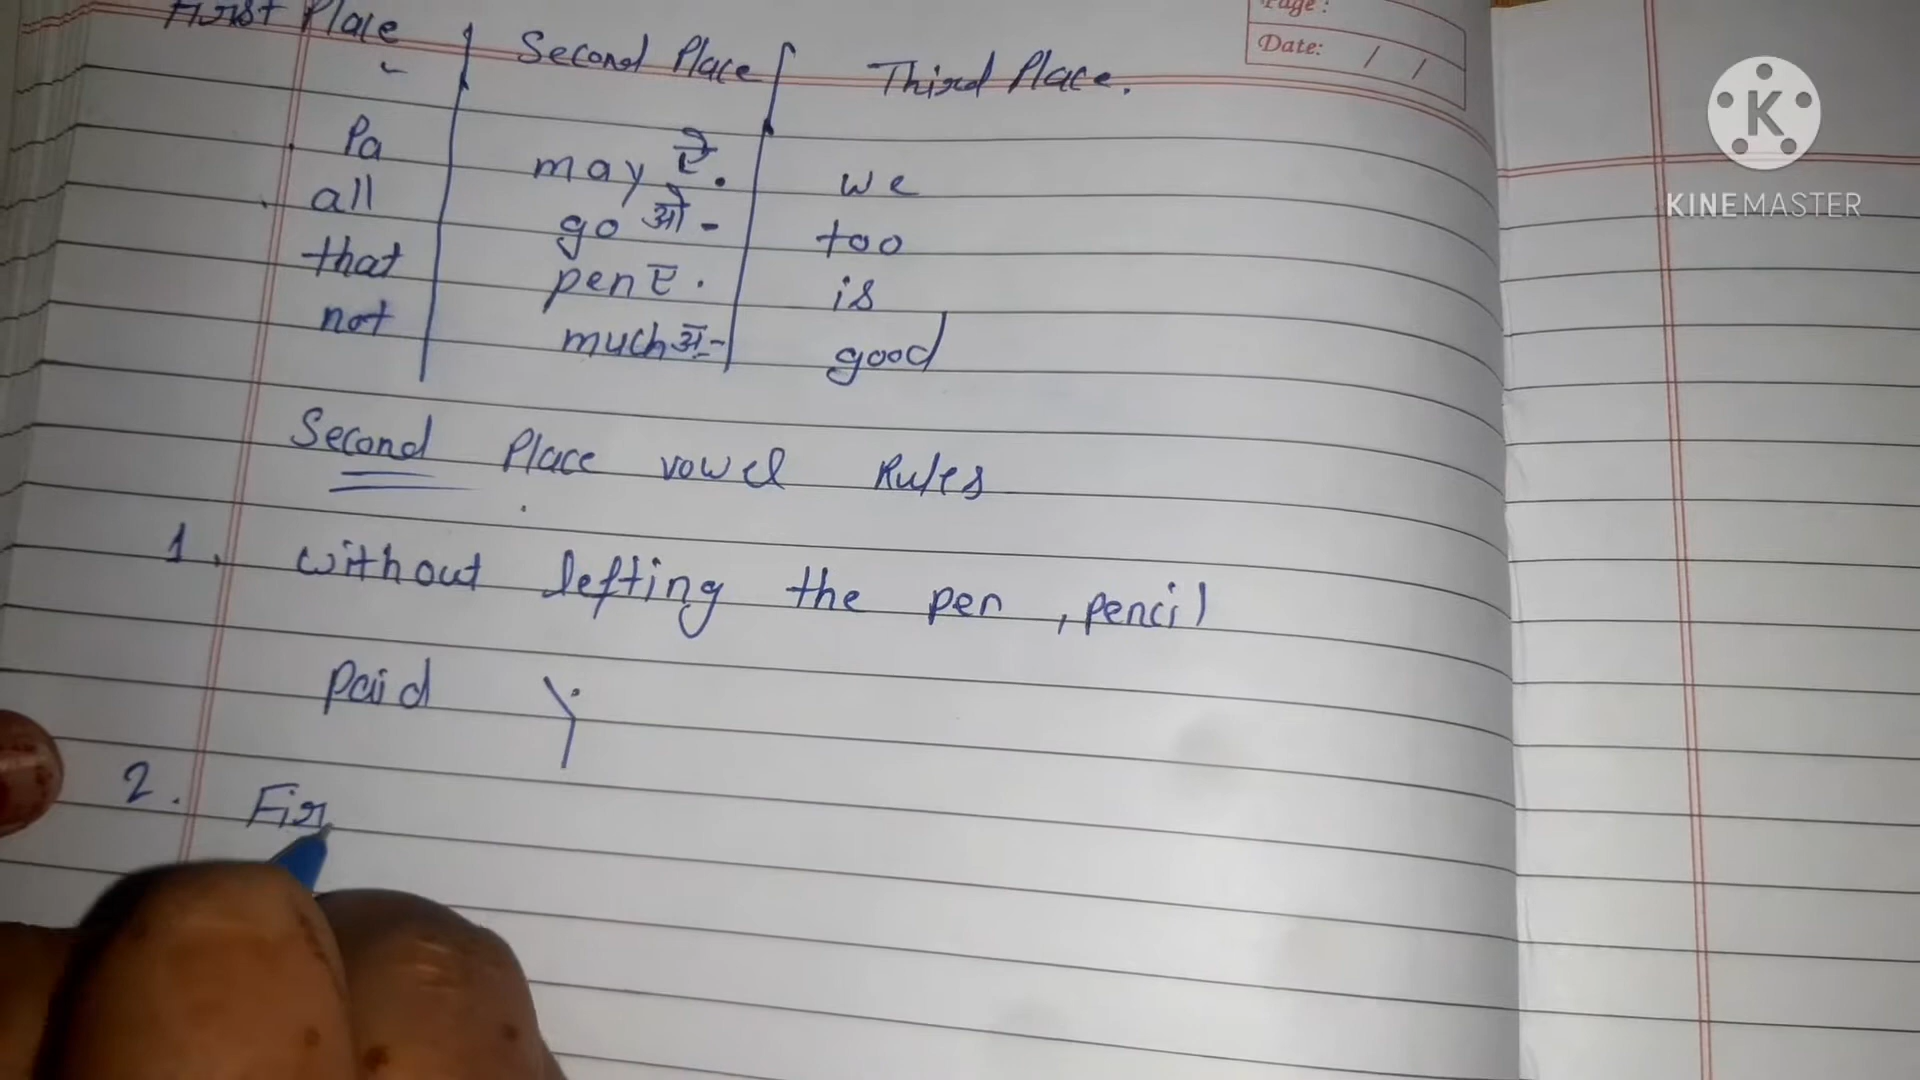 First Place Second Place Third Place.
Page:
Date: / /
Pa may ऐ. we
all go ओ - too
that pen ए . is
not much अ - good
Second Place vowel Rules
1. without lefting the pen , pencil
Paid
2. Fir
KINEMASTER